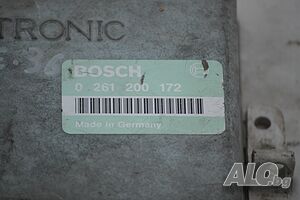 TRONIC
BOSCH
0 261 200 172
Made in Germany
ALO.bg